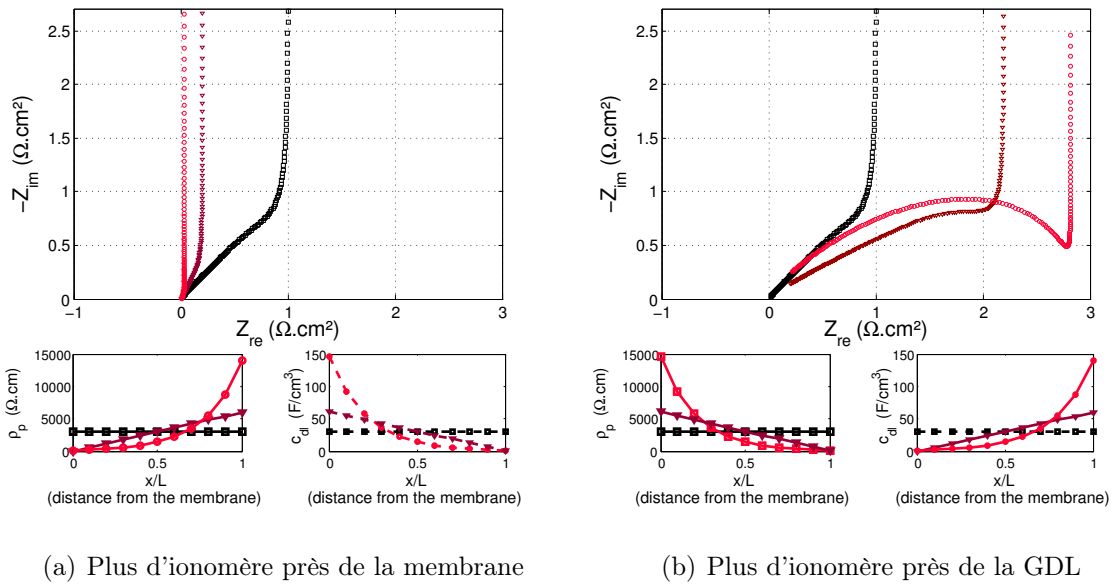 2.5
2
1.5
1
0.5
0
−Z_im (Ω.cm²)
−1 0 1 2 3
Z_re (Ω.cm²)
15000
10000
5000
0
ρ_p (Ω.cm)
0 0.5 1
x/L
(distance from the membrane)
150
100
50
0
c_dl (F/cm³)
0 0.5 1
x/L
(distance from the membrane)
(a) Plus d'ionomère près de la membrane
2.5
2
1.5
1
0.5
0
−Z_im (Ω.cm²)
−1 0 1 2 3
Z_re (Ω.cm²)
15000
10000
5000
0
ρ_p (Ω.cm)
0 0.5 1
x/L
(distance from the membrane)
150
100
50
0
c_dl (F/cm³)
0 0.5 1
x/L
(distance from the membrane)
(b) Plus d'ionomère près de la GDL